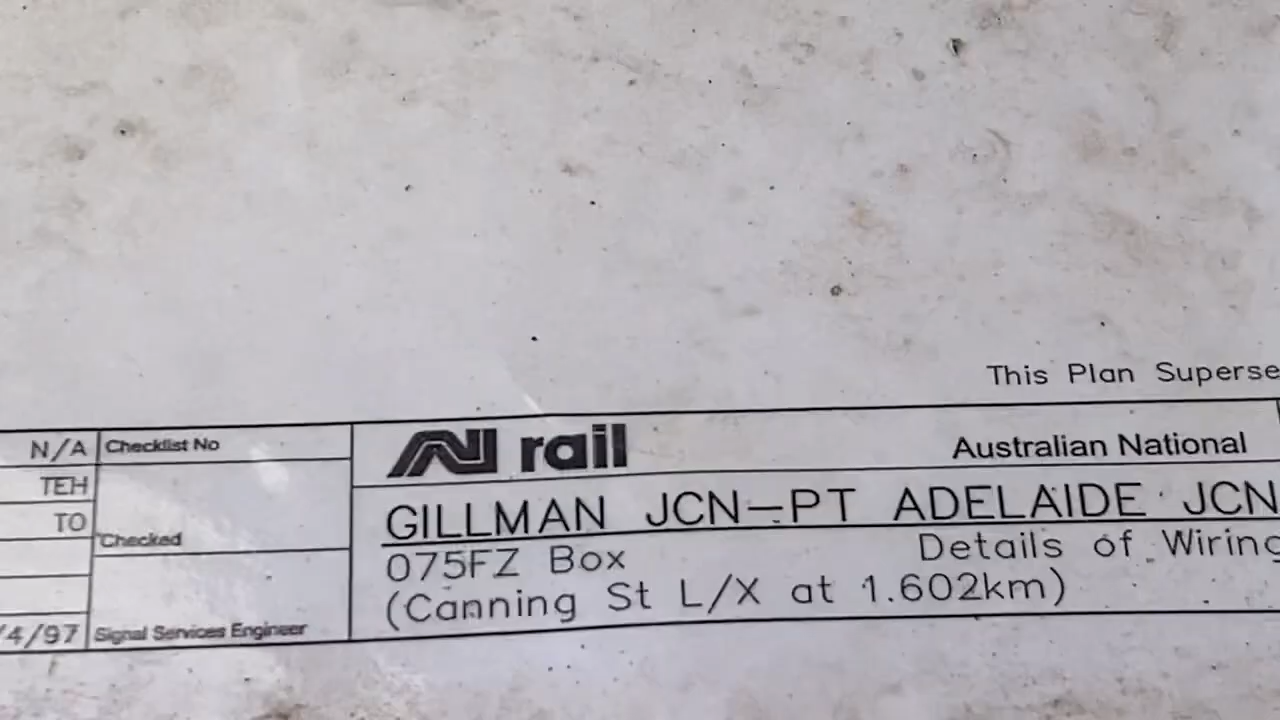 This Plan Superse
N/A Checklist No
AN rail Australian National
TEH
GILLMAN JCN-PT ADELAIDE JCN
TO
Checked
075FZ Box Details of Wiring
(Canning St L/X at 1.602km)
/4/97 Signal Services Engineer